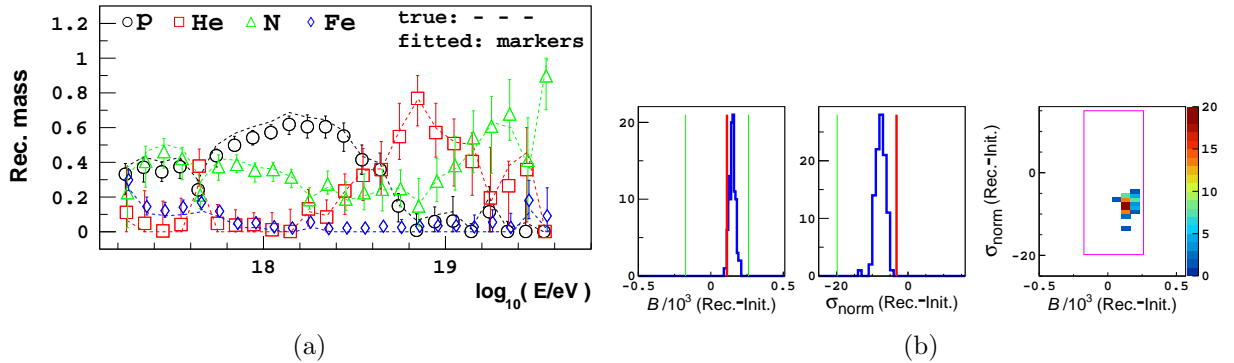 p He N Fe
true: - - -
fitted: markers
Rec. mass
1.2
1
0.8
0.6
0.4
0.2
0
18
19
log10( E/eV )
(a)
20
10
0
−0.5 0 0.5
B /10^3 (Rec.-Init.)
30
20
10
0
−20 0
σnorm (Rec.-Init.)
σnorm (Rec.-Init.)
0
−20
−0.5 0 0.5
B /10^3 (Rec.-Init.)
20
15
10
5
0
(b)